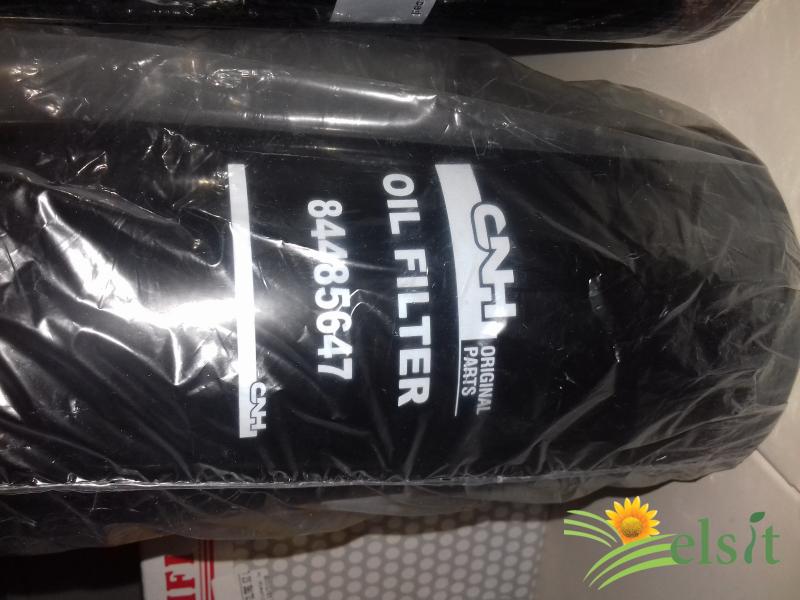 CNH
ORIGINAL
PARTS
OIL FILTER
84485647
CNH
elsit